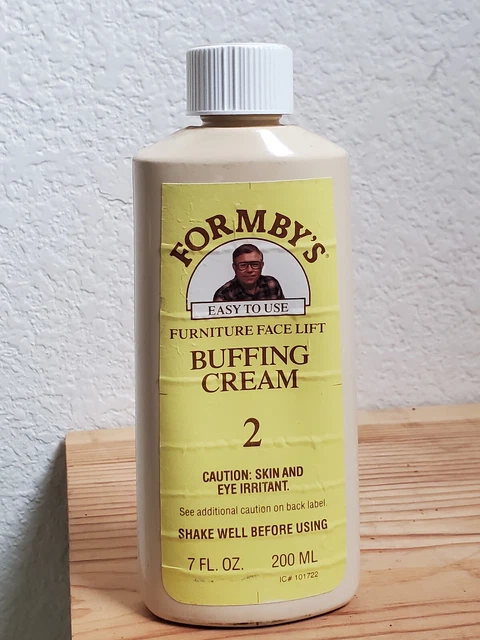 FORMBY'S®
EASY TO USE
FURNITURE FACE LIFT
BUFFING
CREAM
2
CAUTION: SKIN AND
EYE IRRITANT.
See additional caution on back label.
SHAKE WELL BEFORE USING
7 FL. OZ. 200 ML
IC# 101722